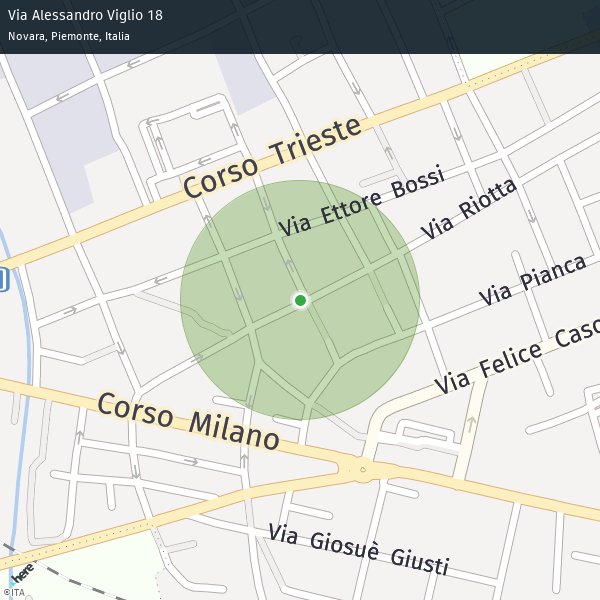 Via Alessandro Viglio 18
Novara, Piemonte, Italia
Corso Trieste
Via Ettore Bossi
Via Riotta
Via Pianca
Via Felice Caso
Corso Milano
Via Giosuè Giusti
here
©ITA